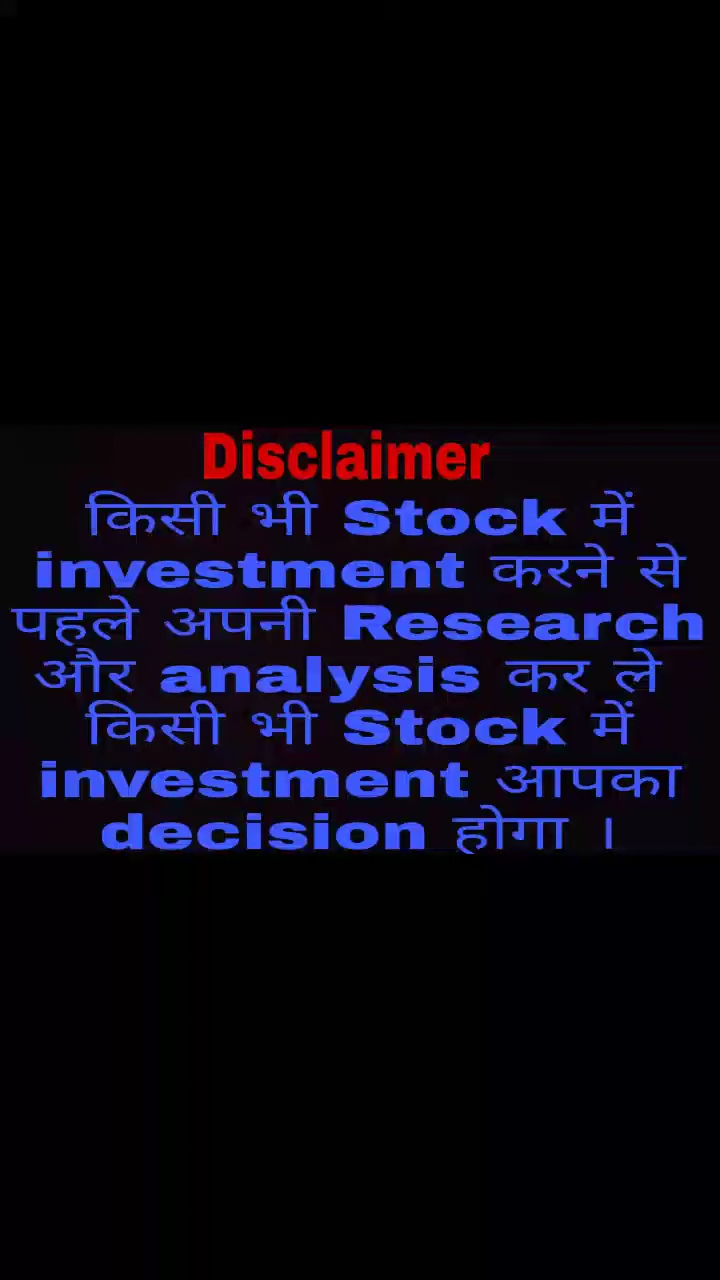 Disclaimer
किसी भी Stock में
investment करने से
पहले अपनी Research
और analysis कर ले
किसी भी Stock में
investment आपका
decision होगा ।